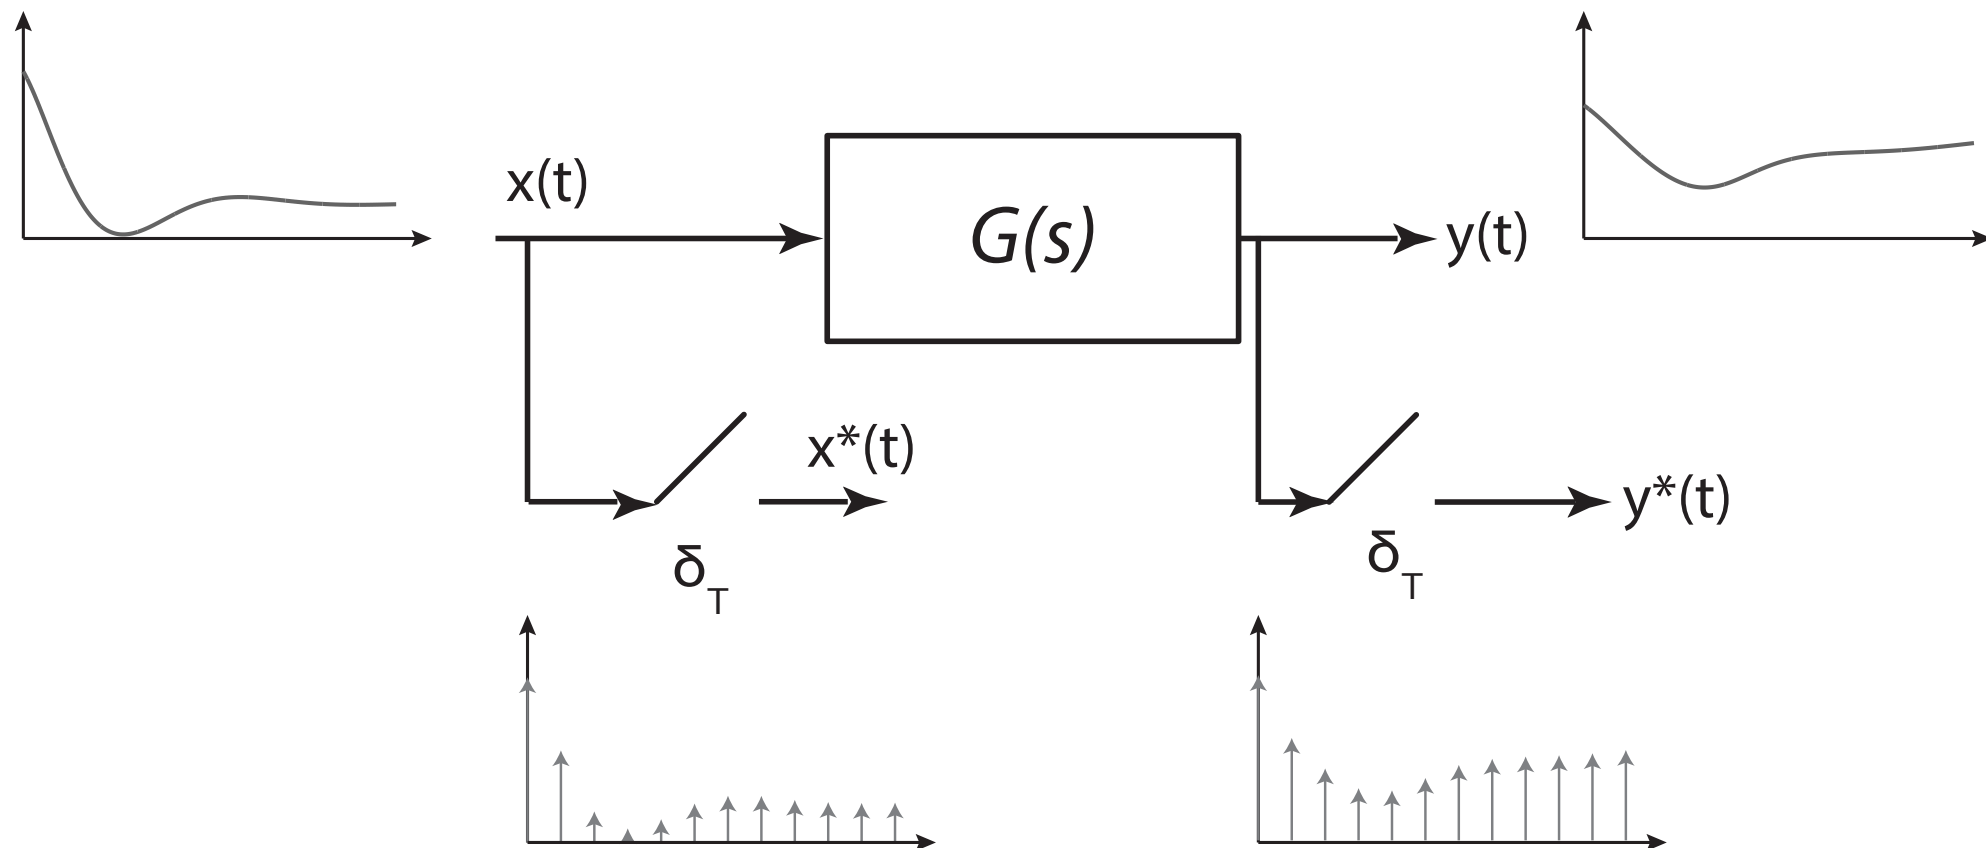 x(t)
G(s)
y(t)
x*(t)
y*(t)
δT
δT